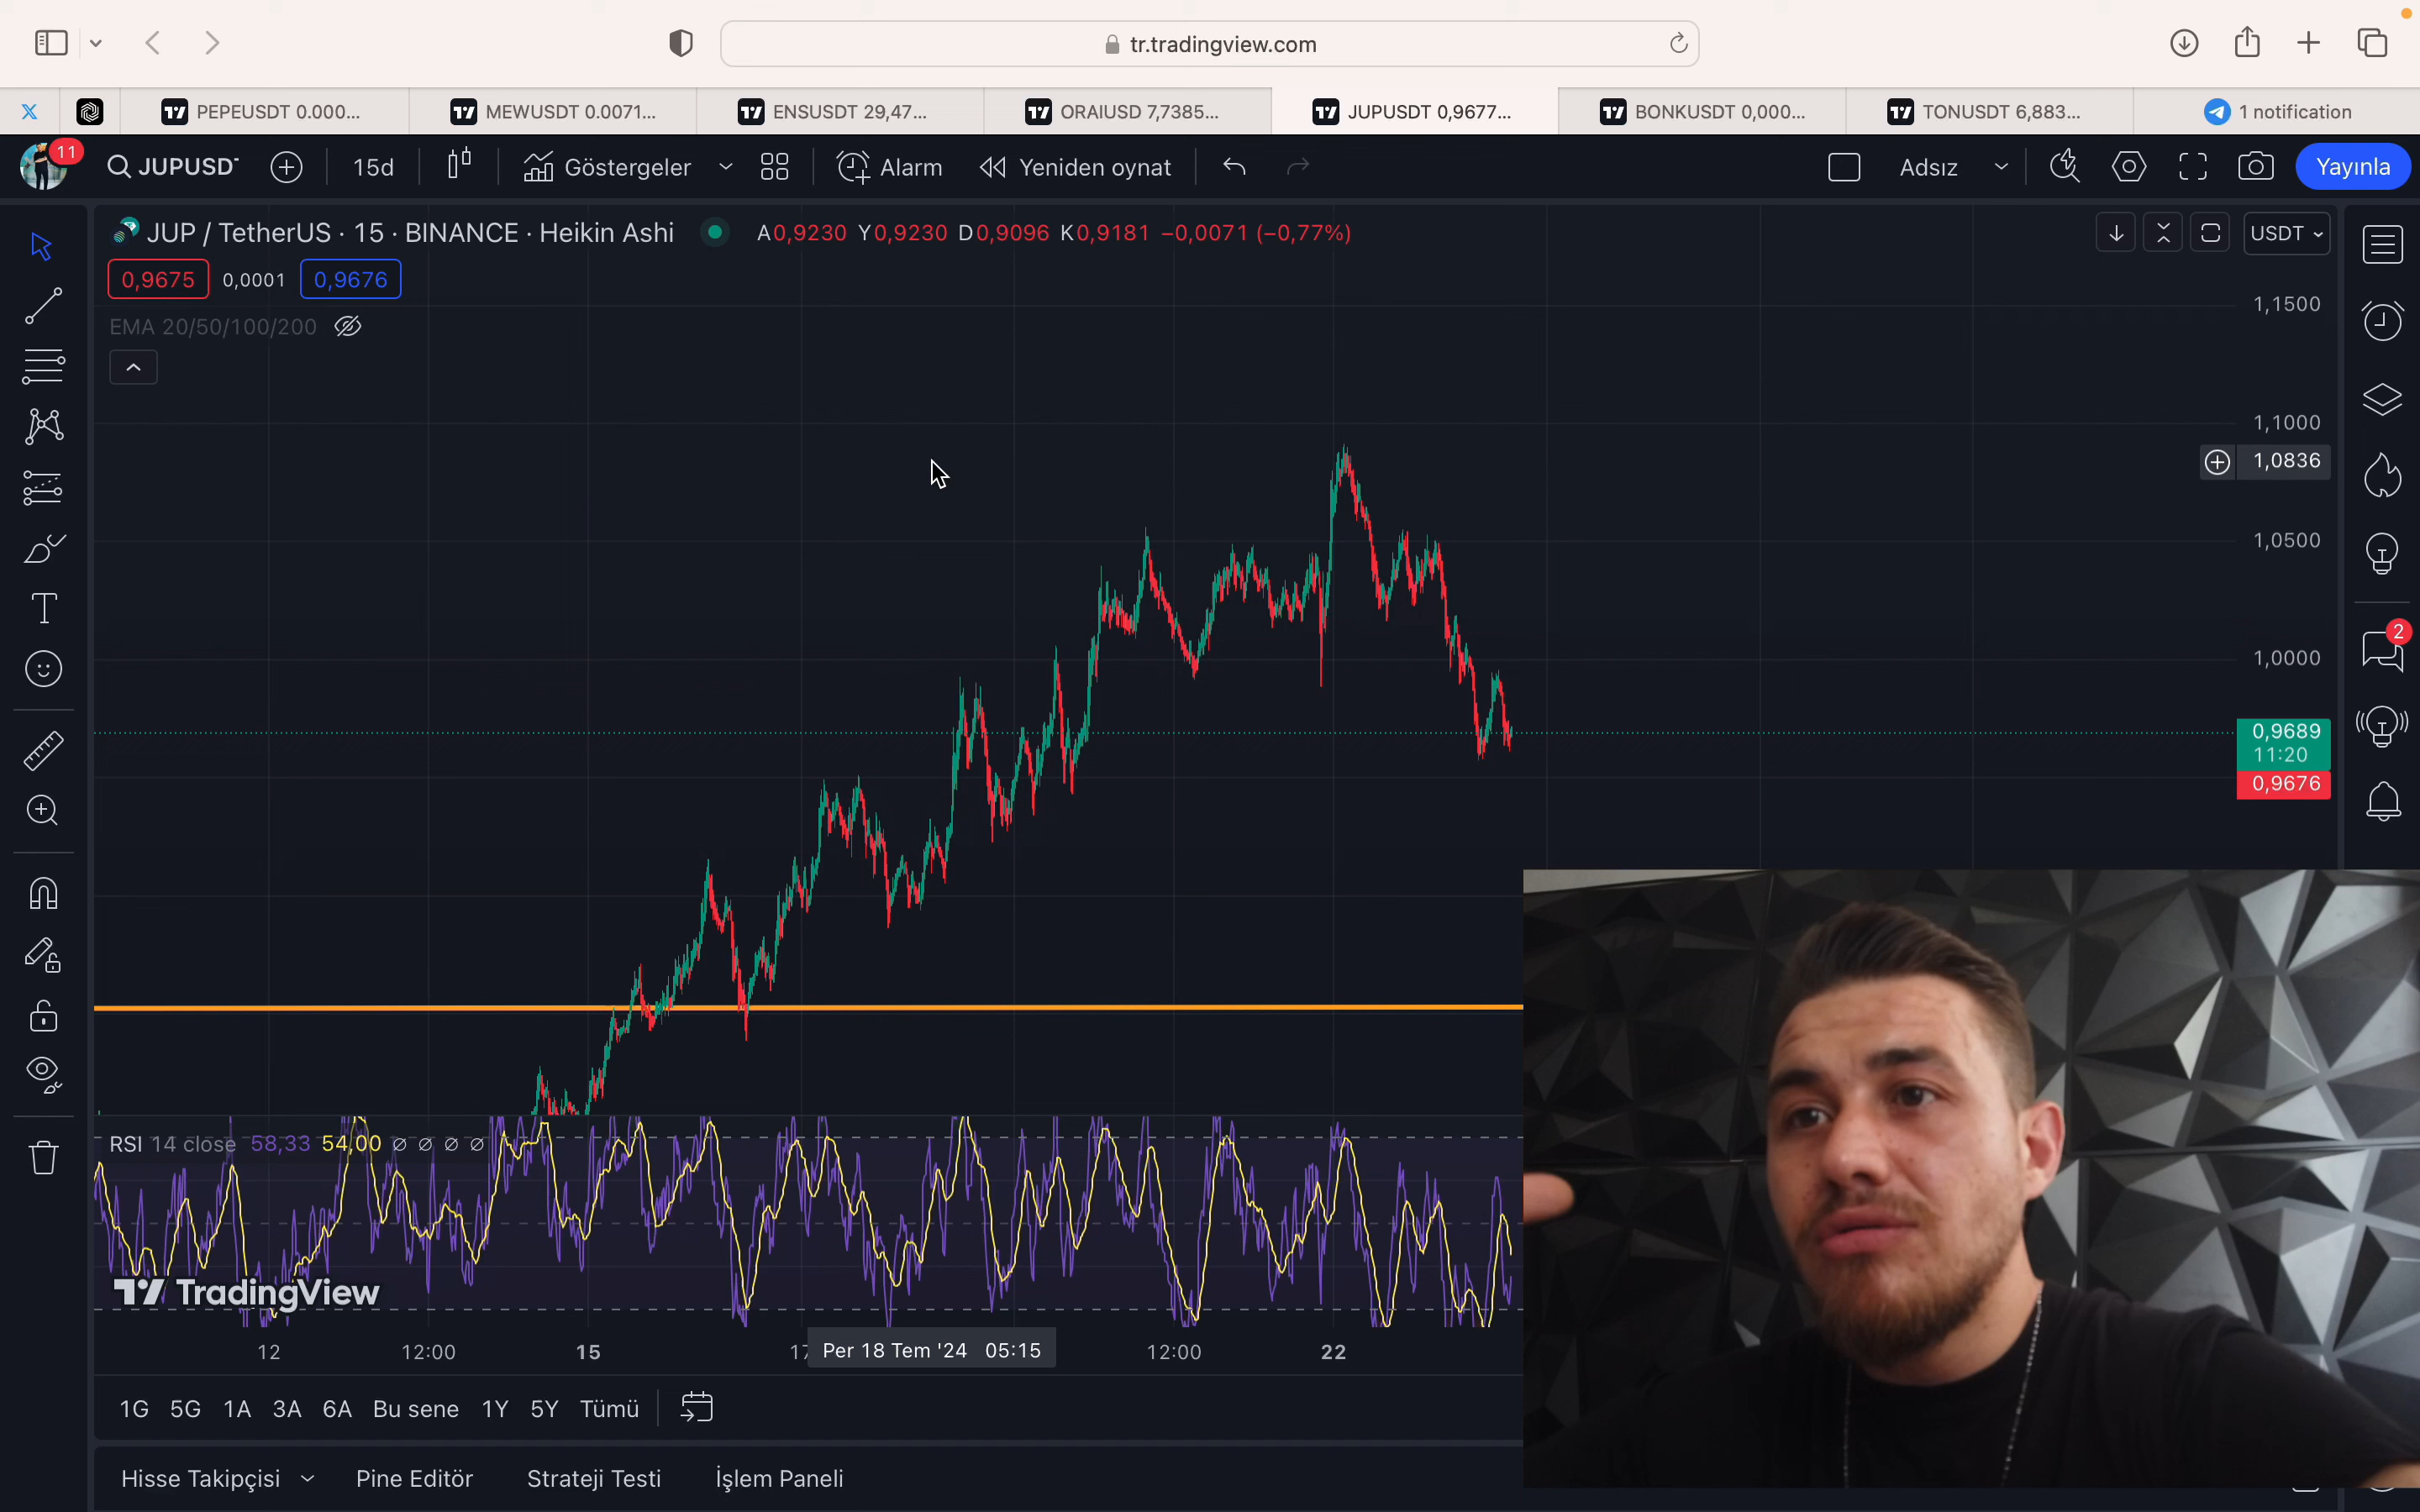 tr.tradingview.com
PEPEUSDT 0.000...
MEWUSDT 0.0071...
ENSUSDT 29,47...
ORAIUSD 7,7385...
JUPUSDT 0,9677...
BONKUSDT 0,000...
TONUSDT 6,883...
1 notification
11
JUPUSDT
15d
Göstergeler
Alarm
Yeniden oynat
Adsız
Yayınla
JUP / TetherUS · 15 · BINANCE · Heikin Ashi
A0,9230 Y0,9230 D0,9096 K0,9181 −0,0071 (−0,77%)
USDT
0,9675
0,0001
0,9676
EMA 20/50/100/200
1,1500
1,1000
1,0836
1,0500
1,0000
2
0,9689
11:20
0,9676
RSI 14 close 58,33 54,00 ∅ ∅ ∅ ∅
TradingView
12
12:00
15
17
Per 18 Tem '24 05:15
12:00
22
1G 5G 1A 3A 6A Bu sene 1Y 5Y Tümü
Hisse Takipçisi
Pine Editör
Strateji Testi
İşlem Paneli